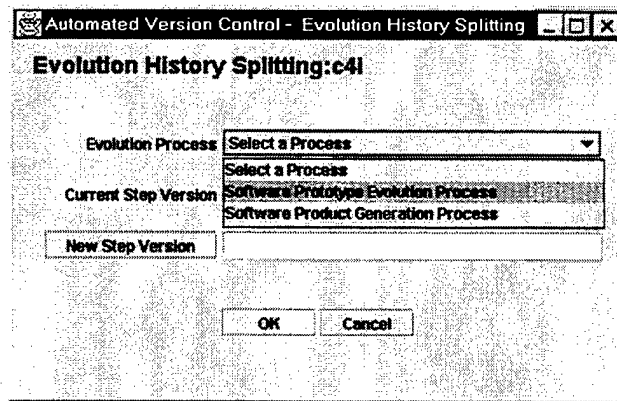 Automated Version Control - Evolution History Splitting
Evolution History Splitting:c4i
Evolution Process Select a Process
Select a Process
Current Step Version Software Prototype Evolution Process
Software Product Generation Process
New Step Version
OK Cancel